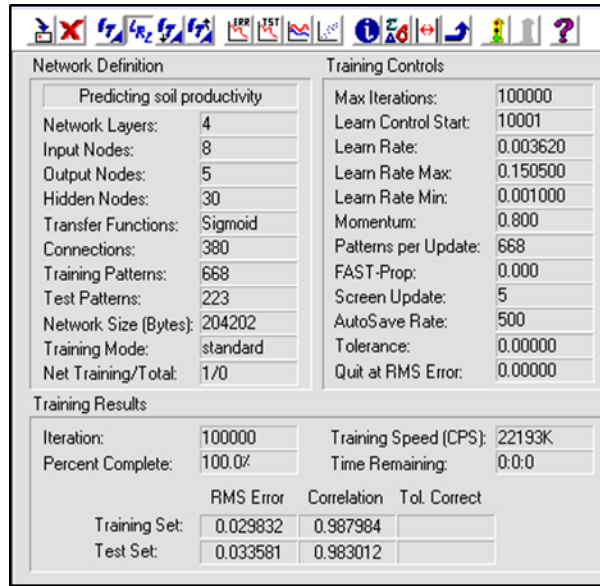 ERR TST
Network Definition
Predicting soil productivity
Network Layers: 4
Input Nodes: 8
Output Nodes: 5
Hidden Nodes: 30
Transfer Functions: Sigmoid
Connections: 380
Training Patterns: 668
Test Patterns: 223
Network Size (Bytes): 204202
Training Mode: standard
Net Training/Total: 1/0
Training Controls
Max Iterations: 100000
Learn Control Start: 10001
Learn Rate: 0.003620
Learn Rate Max: 0.150500
Learn Rate Min: 0.001000
Momentum: 0.800
Patterns per Update: 668
FAST-Prop: 0.000
Screen Update: 5
AutoSave Rate: 500
Tolerance: 0.00000
Quit at RMS Error: 0.00000
Training Results
Iteration: 100000 Training Speed (CPS): 22193K
Percent Complete: 100.0% Time Remaining: 0:0:0
RMS Error Correlation Tol. Correct
Training Set: 0.029832 0.987984
Test Set: 0.033581 0.983012